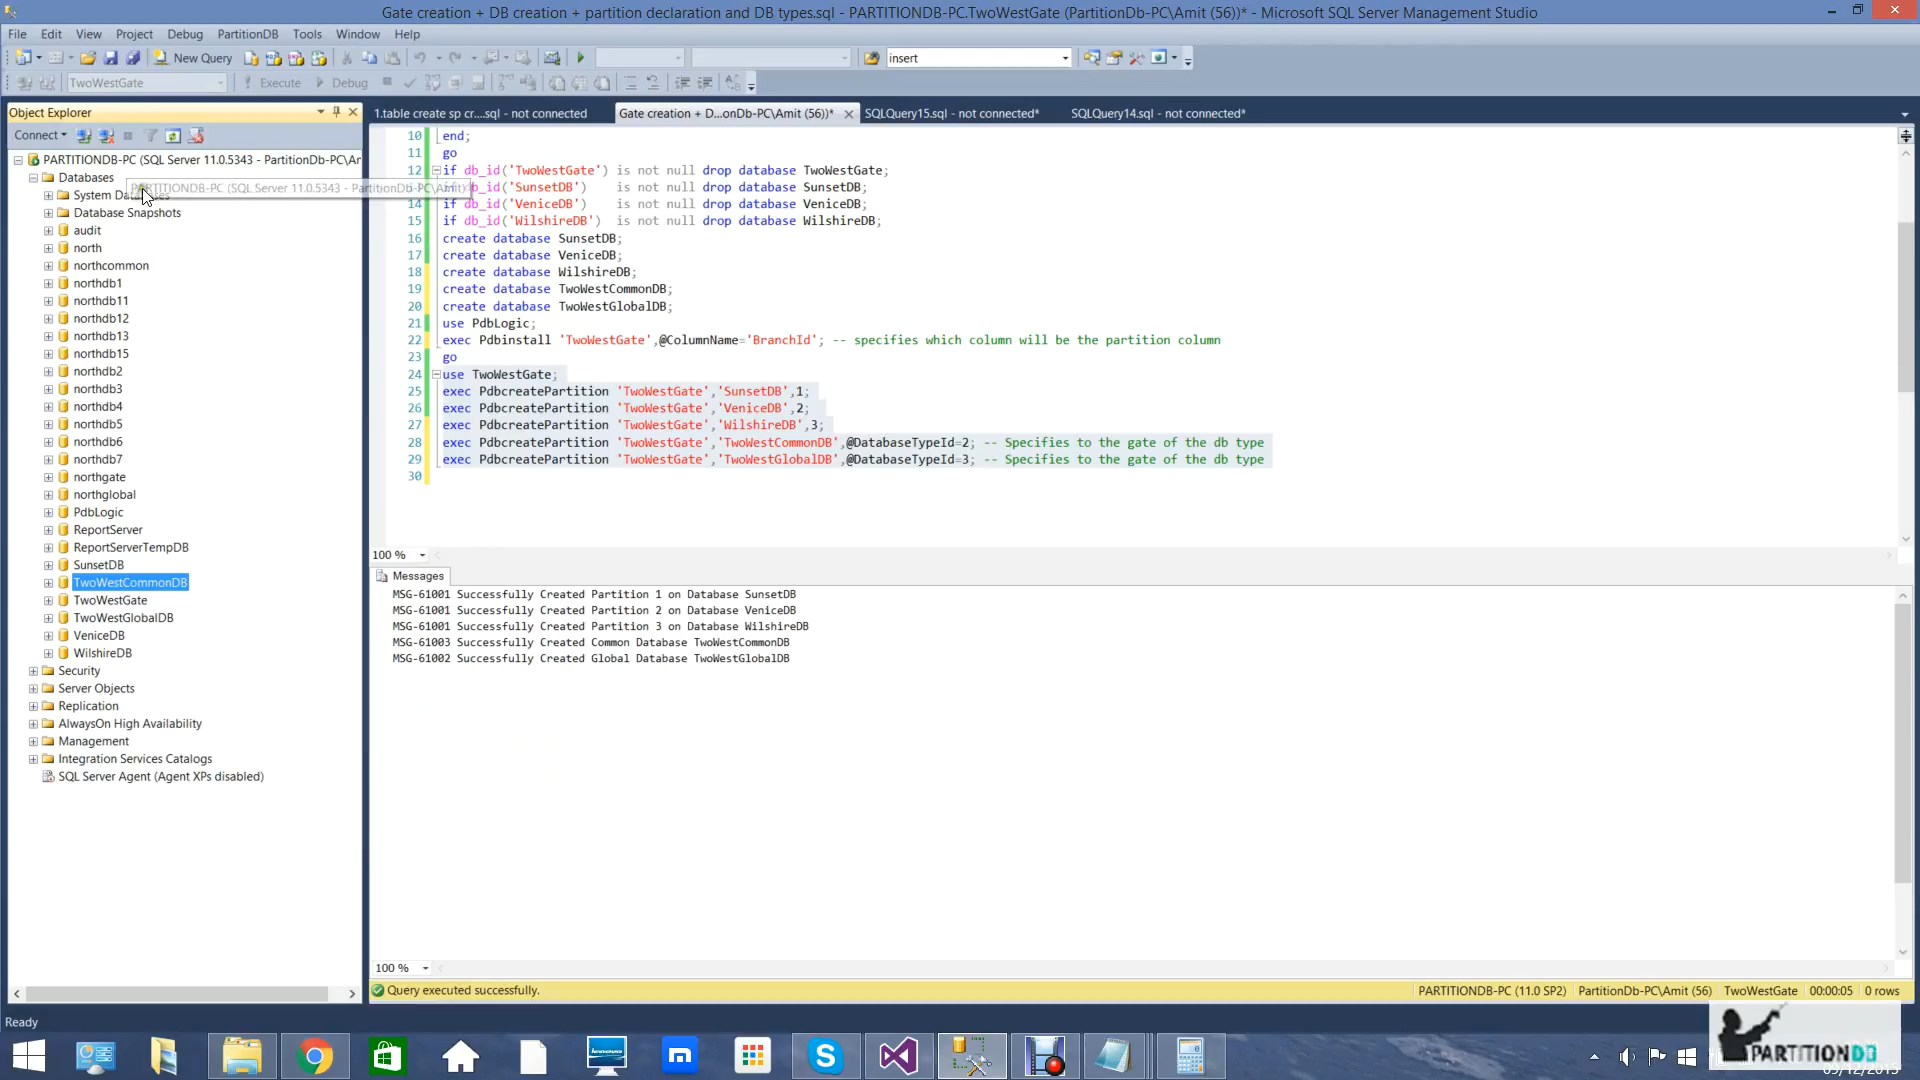 Gate creation + DB creation + partition declaration and DB types.sql - PARTITIONDB-PC.TwoWestGate (PartitionDb-PC\Amit (56))* - Microsoft SQL Server Management Studio
File Edit View Project Debug PartitionDB Tools Window Help
New Query insert
TwoWestGate Execute Debug
Object Explorer
Connect
PARTITIONDB-PC (SQL Server 11.0.5343 - PartitionDb-PC\Ar
Databases
PARTITIONDB-PC (SQL Server 11.0.5343 - PartitionDb-PC\Amit)
System
Database Snapshots
audit
north
northcommon
northdb1
northdb11
northdb12
northdb13
northdb15
northdb2
northdb3
northdb4
northdb5
northdb6
northdb7
northgate
northglobal
PdbLogic
ReportServer
ReportServerTempDB
SunsetDB
TwoWestCommonDB
TwoWestGate
TwoWestGlobalDB
VeniceDB
WilshireDB
Security
Server Objects
Replication
AlwaysOn High Availability
Management
Integration Services Catalogs
SQL Server Agent (Agent XPs disabled)
1.table create sp cr....sql - not connected Gate creation + D...onDb-PC\Amit (56))* SQLQuery15.sql - not connected* SQLQuery14.sql - not connected*
10 end;
11 go
12 if db_id('TwoWestGate') is not null drop database TwoWestGate;
db_id('SunsetDB') is not null drop database SunsetDB;
14 if db_id('VeniceDB') is not null drop database VeniceDB;
15 if db_id('WilshireDB') is not null drop database WilshireDB;
16 create database SunsetDB;
17 create database VeniceDB;
18 create database WilshireDB;
19 create database TwoWestCommonDB;
20 create database TwoWestGlobalDB;
21 use PdbLogic;
22 exec Pdbinstall 'TwoWestGate',@ColumnName='BranchId'; -- specifies which column will be the partition column
23 go
24 use TwoWestGate;
25 exec PdbcreatePartition 'TwoWestGate','SunsetDB',1;
26 exec PdbcreatePartition 'TwoWestGate','VeniceDB',2;
27 exec PdbcreatePartition 'TwoWestGate','WilshireDB',3;
28 exec PdbcreatePartition 'TwoWestGate','TwoWestCommonDB',@DatabaseTypeId=2; -- Specifies to the gate of the db type
29 exec PdbcreatePartition 'TwoWestGate','TwoWestGlobalDB',@DatabaseTypeId=3; -- Specifies to the gate of the db type
30
100 %
Messages
MSG-61001 Successfully Created Partition 1 on Database SunsetDB
MSG-61001 Successfully Created Partition 2 on Database VeniceDB
MSG-61001 Successfully Created Partition 3 on Database WilshireDB
MSG-61003 Successfully Created Common Database TwoWestCommonDB
MSG-61002 Successfully Created Global Database TwoWestGlobalDB
100 %
Query executed successfully. PARTITIONDB-PC (11.0 SP2) PartitionDb-PC\Amit (56) TwoWestGate 00:00:05 0 rows
Ready
PARTITIONDB
09/12/2015